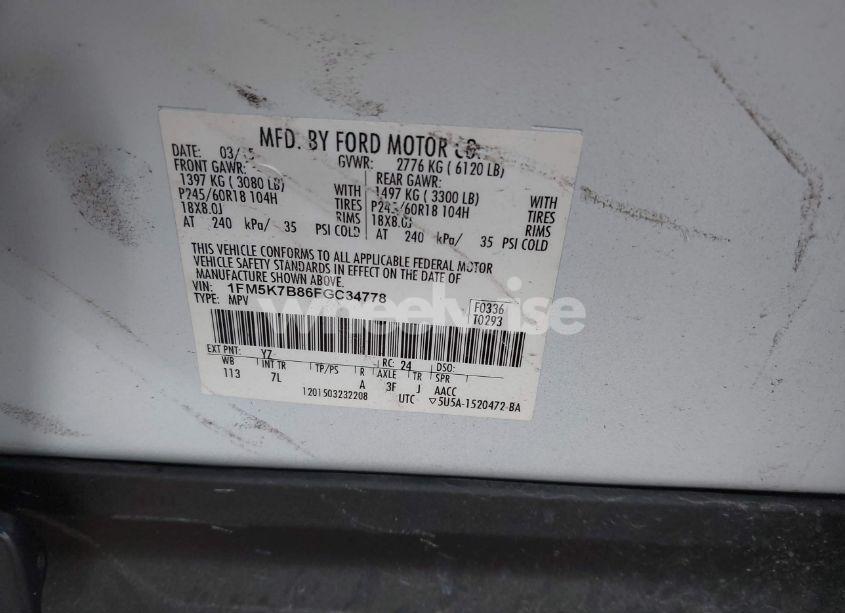 MFD. BY FORD MOTOR CO.
DATE: 03/15 GVWR: 2776 KG ( 6120 LB)
FRONT GAWR: REAR GAWR:
1397 KG ( 3080 LB) WITH 1497 KG ( 3300 LB) WITH
P245/60R18 104H TIRES P245/60R18 104H TIRES
18X8.0J RIMS 18X8.0J RIMS
AT 240 kPa/ 35 PSI COLD AT 240 kPa/ 35 PSI COLD
THIS VEHICLE CONFORMS TO ALL APPLICABLE FEDERAL MOTOR
VEHICLE SAFETY STANDARDS IN EFFECT ON THE DATE OF
MANUFACTURE SHOWN ABOVE.
VIN: 1FM5K7B86FGC34778
TYPE: MPV
F0336
T0293
wheelwise
EXT PNT: YZ RC: 24 DSO:
WB INT TR TP/PS R AXLE TR SPR
113 7L A 3F J AACC
1201503232208 UTC ▽5U5A-1520472-BA